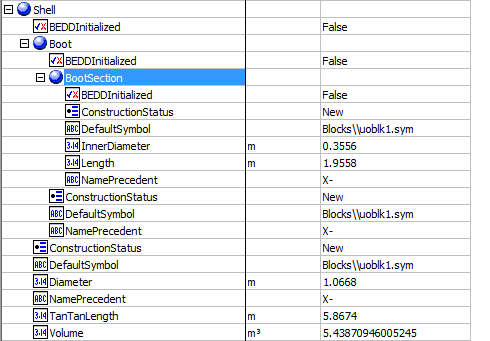 Shell
BEDDInitialized False
Boot
BEDDInitialized False
BootSection
BEDDInitialized False
ConstructionStatus New
DefaultSymbol Blocks\\uoblk1.sym
InnerDiameter m 0.3556
Length m 1.9558
NamePrecedent X-
ConstructionStatus New
DefaultSymbol Blocks\\uoblk1.sym
NamePrecedent X-
ConstructionStatus New
DefaultSymbol Blocks\\uoblk1.sym
Diameter m 1.0668
NamePrecedent X-
TanTanLength m 5.8674
Volume m³ 5.43870946005245